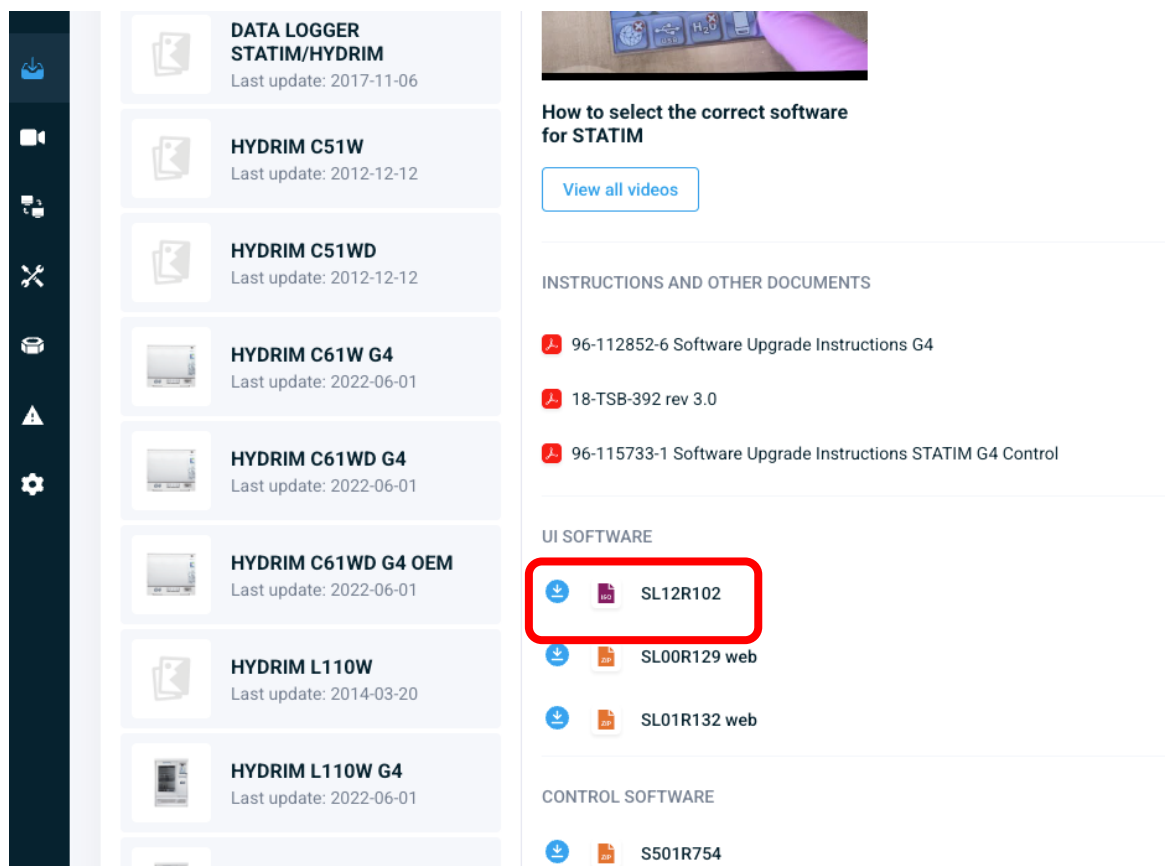 DATA LOGGER
STATIM/HYDRIM
Last update: 2017-11-06
HYDRIM C51W
Last update: 2012-12-12
HYDRIM C51WD
Last update: 2012-12-12
HYDRIM C61W G4
Last update: 2022-06-01
HYDRIM C61WD G4
Last update: 2022-06-01
HYDRIM C61WD G4 OEM
Last update: 2022-06-01
HYDRIM L110W
Last update: 2014-03-20
HYDRIM L110W G4
Last update: 2022-06-01
H₂O
How to select the correct software
for STATIM
View all videos
INSTRUCTIONS AND OTHER DOCUMENTS
96-112852-6 Software Upgrade Instructions G4
18-TSB-392 rev 3.0
96-115733-1 Software Upgrade Instructions STATIM G4 Control
UI SOFTWARE
ISO SL12R102
ZIP SL00R129 web
ZIP SL01R132 web
CONTROL SOFTWARE
ZIP S501R754